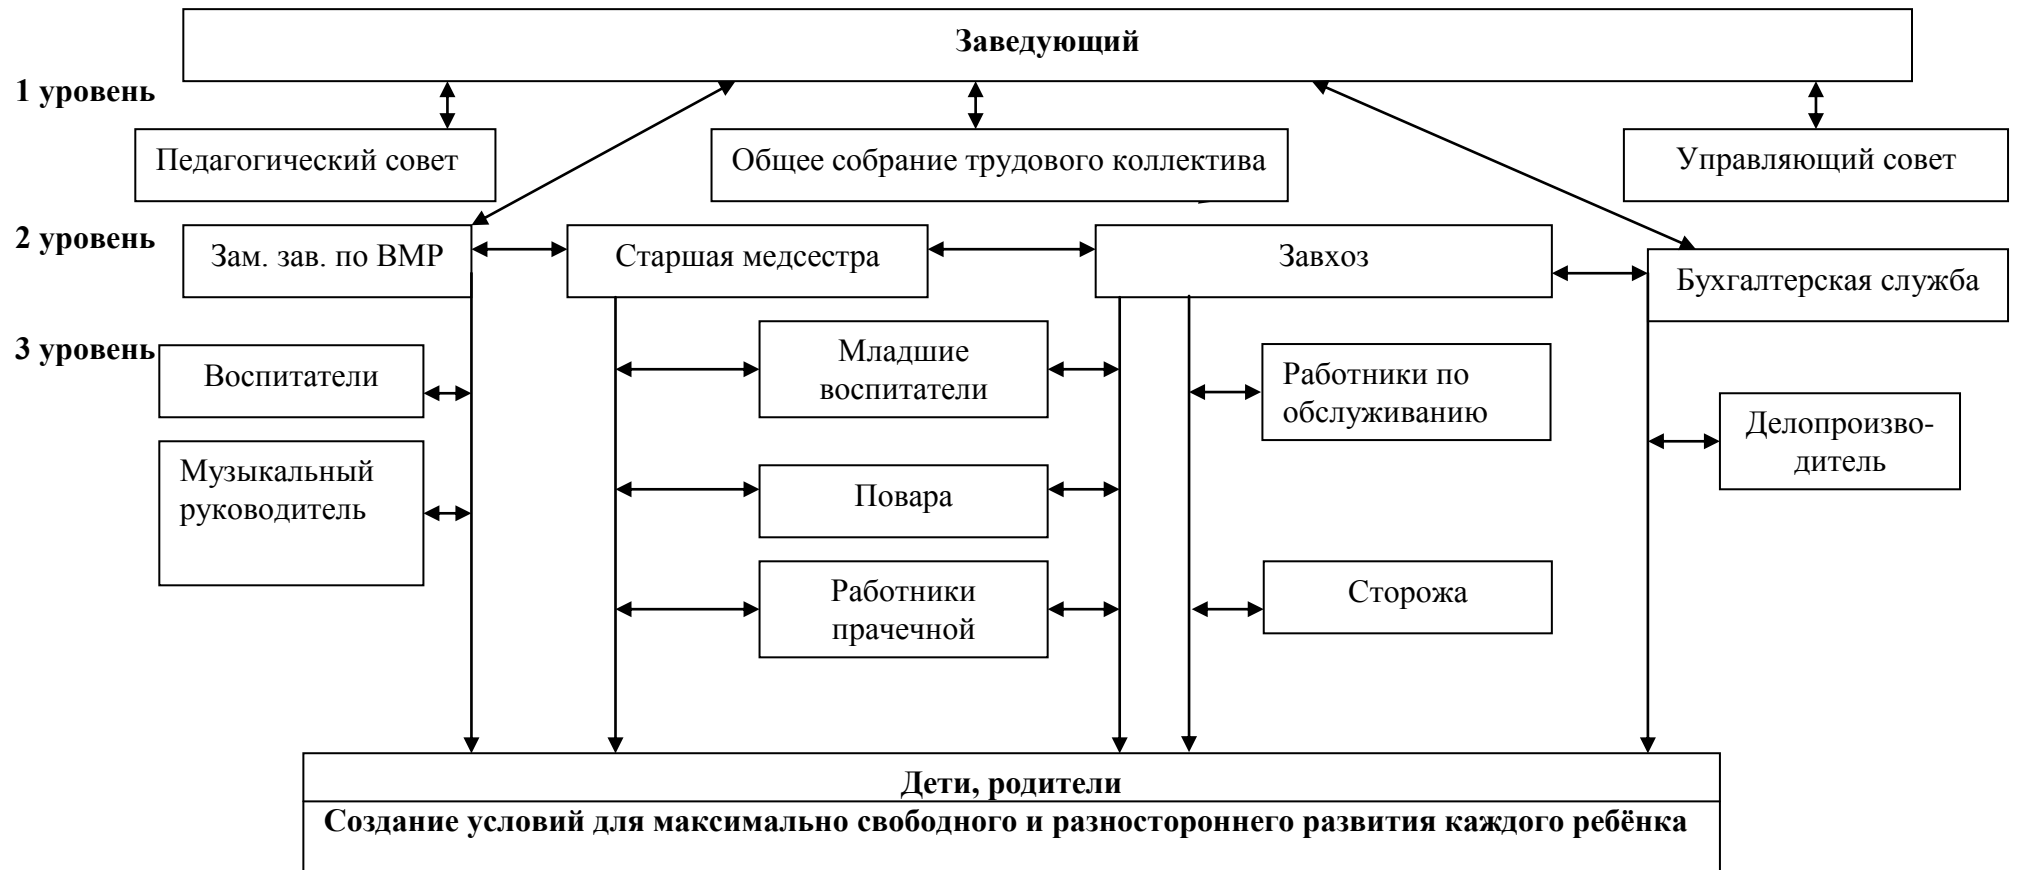 Заведующий
1 уровень
Педагогический совет
Общее собрание трудового коллектива
Управляющий совет
2 уровень
Зам. зав. по ВМР
Старшая медсестра
Завхоз
Бухгалтерская служба
3 уровень
Воспитатели
Младшие
воспитатели
Работники по
обслуживанию
Делопроизво-
дитель
Музыкальный
руководитель
Повара
Работники
прачечной
Сторожа
Дети, родители
Создание условий для максимально свободного и разностороннего развития каждого ребёнка